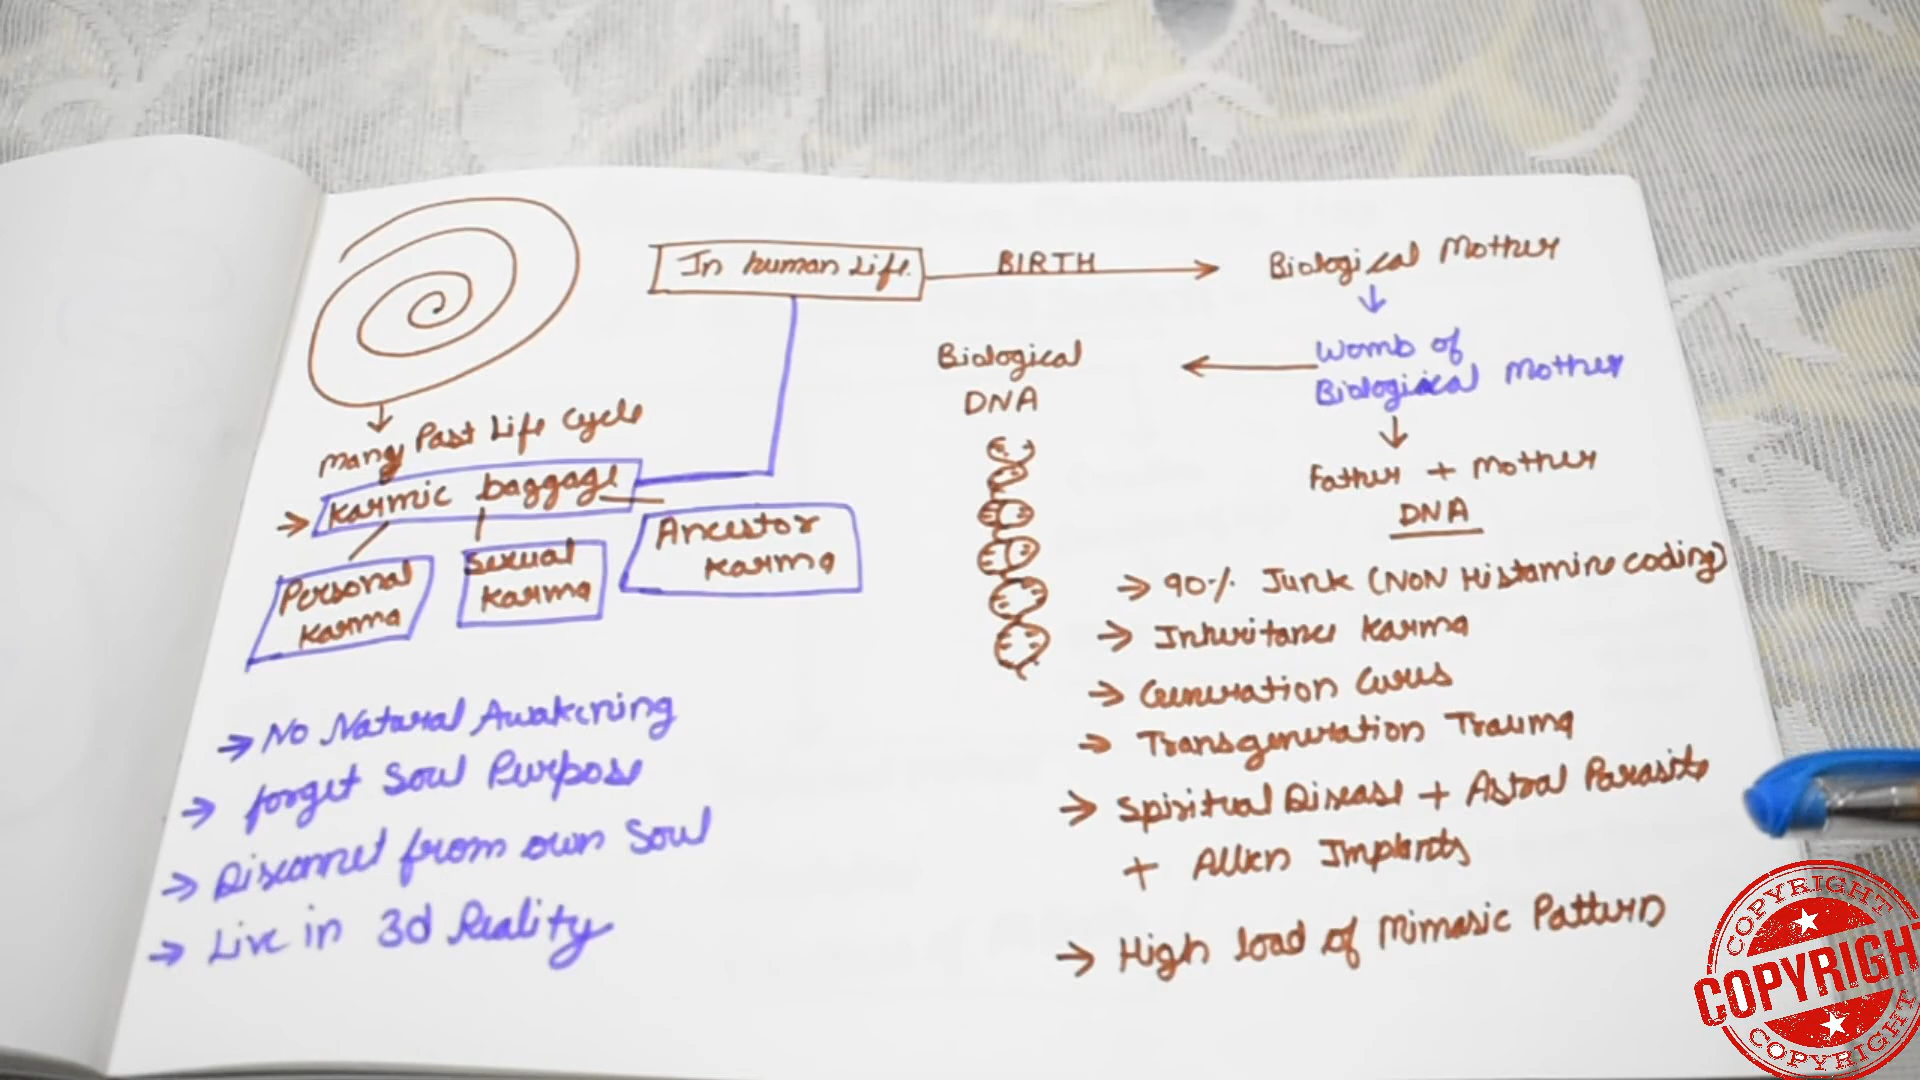 In human Life.
BIRTH
Biological Mother
Womb of
Biological Mother
Father + Mother
DNA
Biological
DNA
Many Past Life Cycle
Karmic baggage
Personal
Karma
Sexual
Karma
Ancestor
Karma
→ No Natural Awakening
→ forget Soul Purpose
→ Disconnet from own Soul
→ Live in 3d Reality
→ 90% Junk (NON Histamine coding)
→ Inheritance Karma
→ Generation Cures
→ Transgeneration Trauma
→ Spiritual Disease + Astral Parasite
+ Alien Implants
→ High load of Mimasic Pattern
COPYRIGHT
COPYRIGH
COPYRIGHT